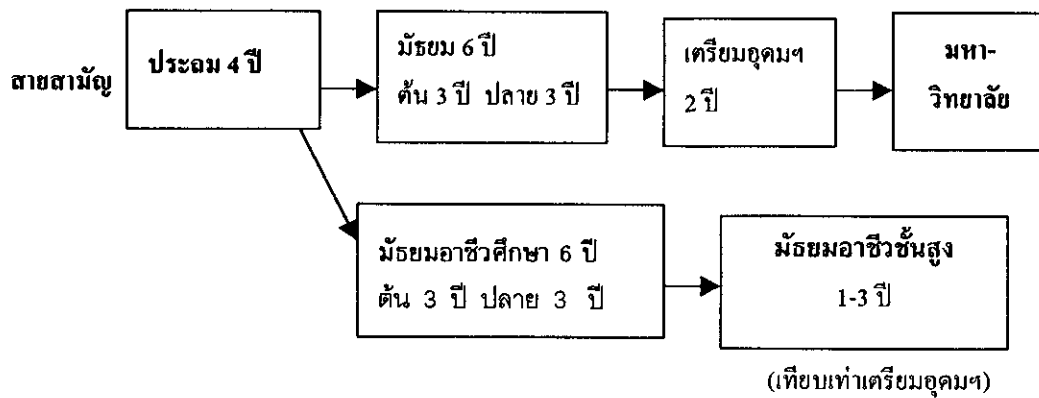 สายสามัญ
ประถม 4 ปี
มัธยม 6 ปี
ต้น 3 ปี ปลาย 3 ปี
เตรียมอุดมฯ
2 ปี
มหา-
วิทยาลัย
มัธยมอาชีวศึกษา 6 ปี
ต้น 3 ปี ปลาย 3 ปี
มัธยมอาชีวชั้นสูง
1-3 ปี
(เทียบเท่าเตรียมอุดมฯ)